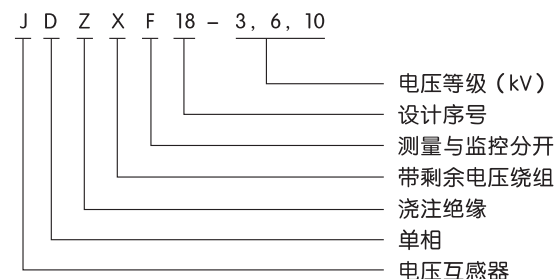 J D Z X F 18 – 3, 6, 10
电压等级（kV）
设计序号
测量与监控分开
带剩余电压绕组
浇注绝缘
单相
电压互感器